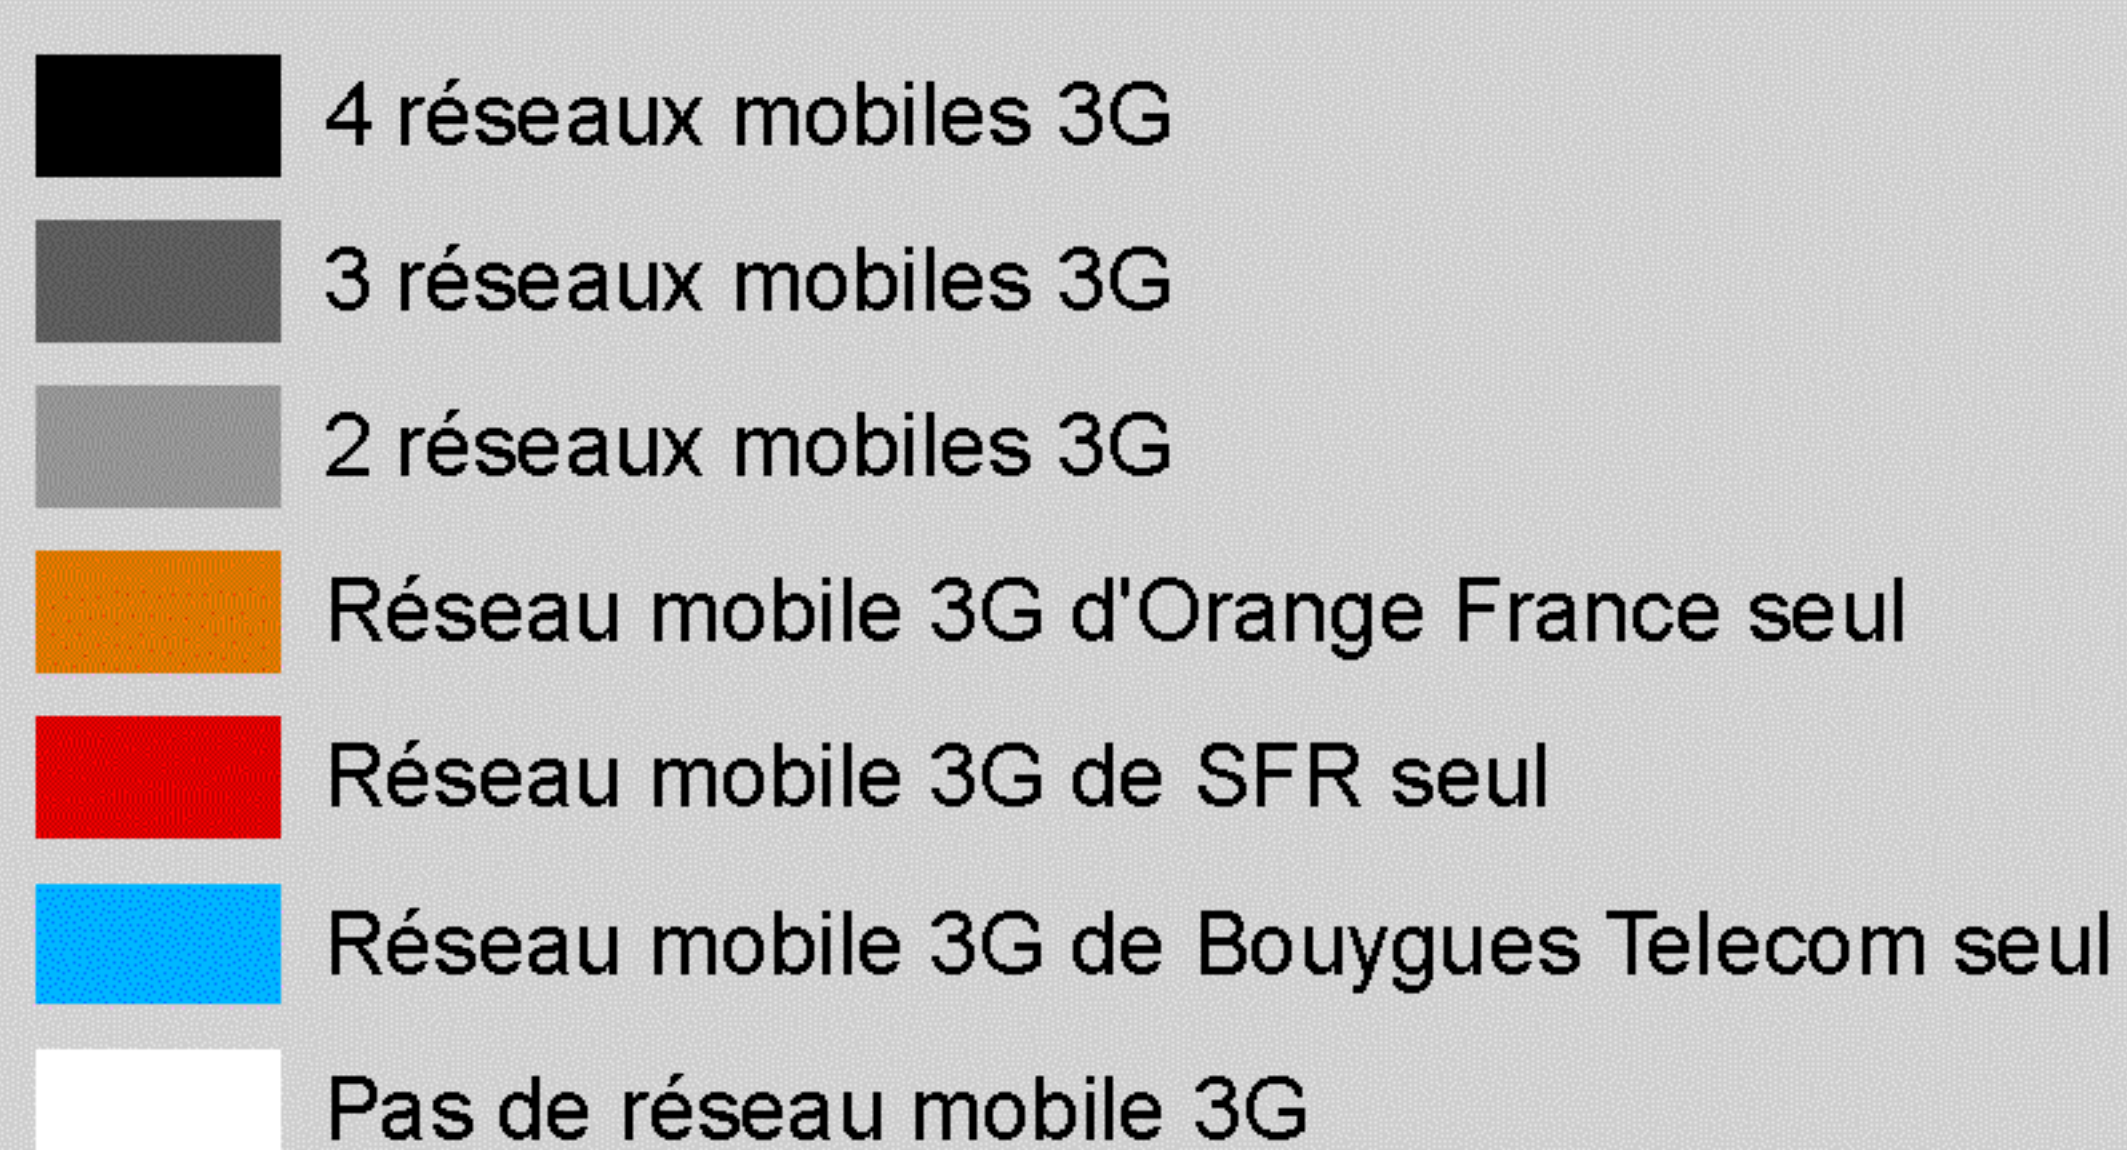 4 réseaux mobiles 3G
3 réseaux mobiles 3G
2 réseaux mobiles 3G
Réseau mobile 3G d'Orange France seul
Réseau mobile 3G de SFR seul
Réseau mobile 3G de Bouygues Telecom seul
Pas de réseau mobile 3G